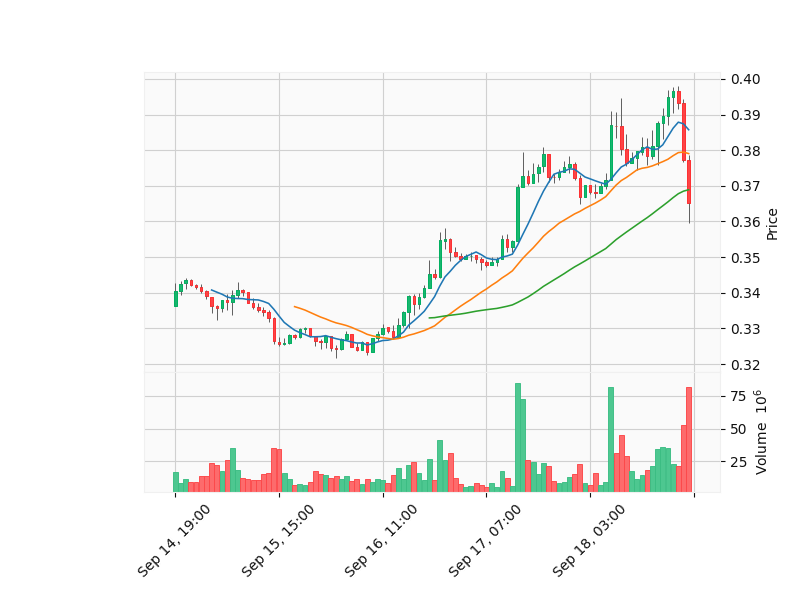 0.40
0.39
0.38
0.37
0.36
0.35
0.34
0.33
0.32
Price
75
50
25
Volume 10^6
Sep 14, 19:00
Sep 15, 15:00
Sep 16, 11:00
Sep 17, 07:00
Sep 18, 03:00